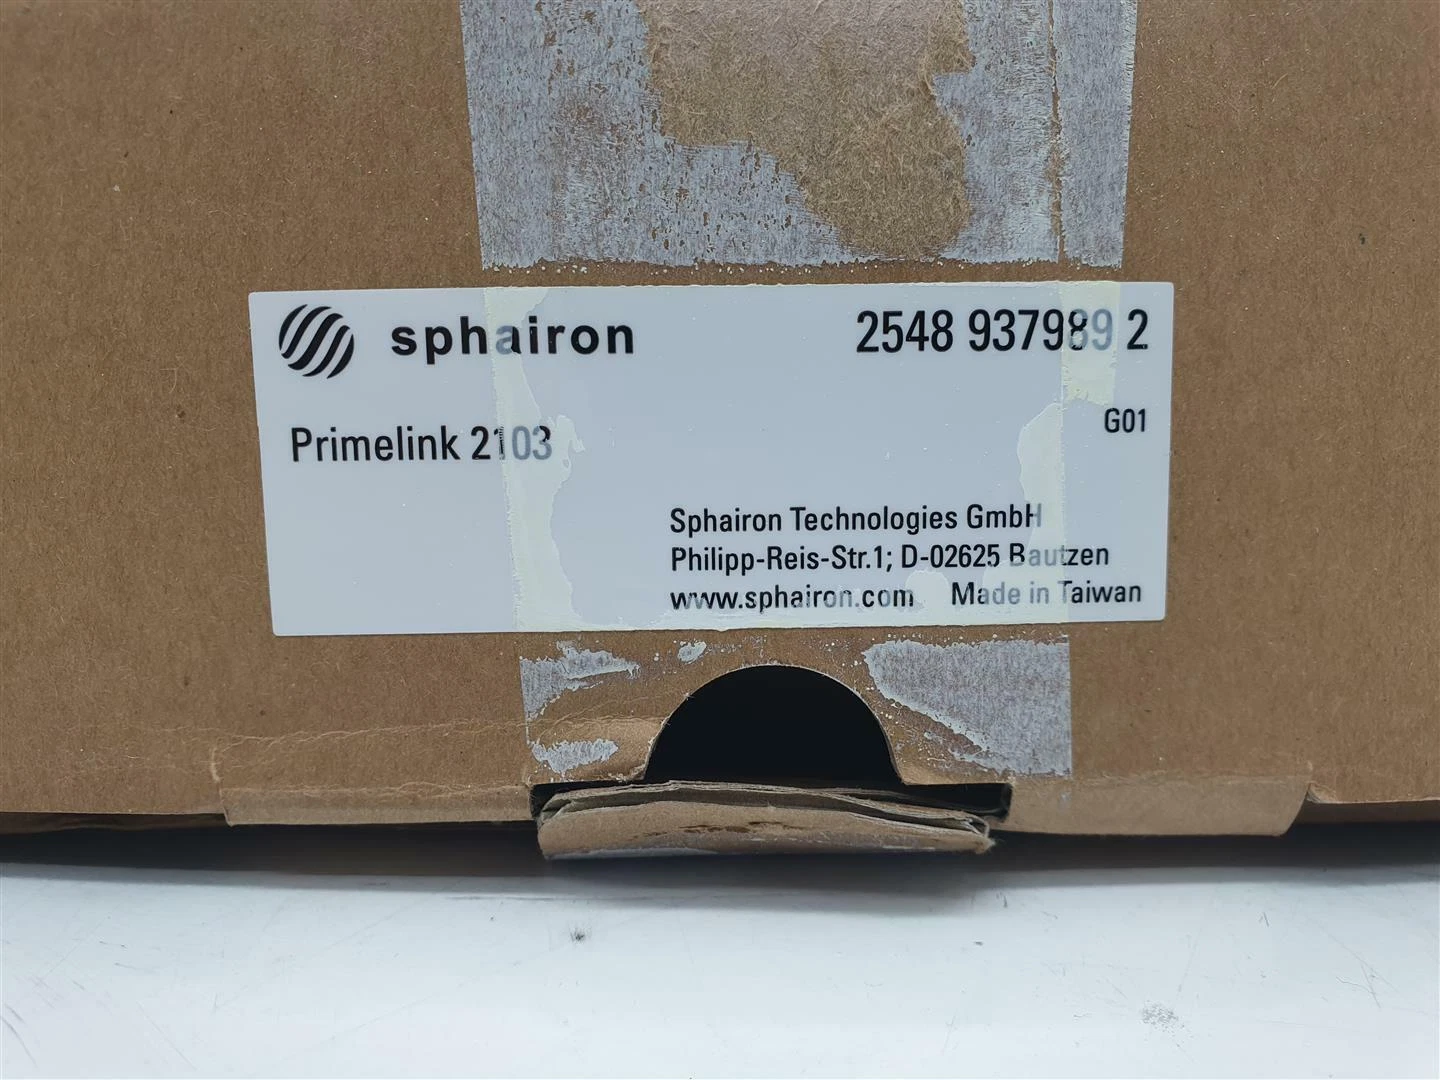 sphairon
2548 937989 2
Primelink 2103
G01
Sphairon Technologies GmbH
Philipp-Reis-Str.1; D-02625 Bautzen
www.sphairon.com Made in Taiwan